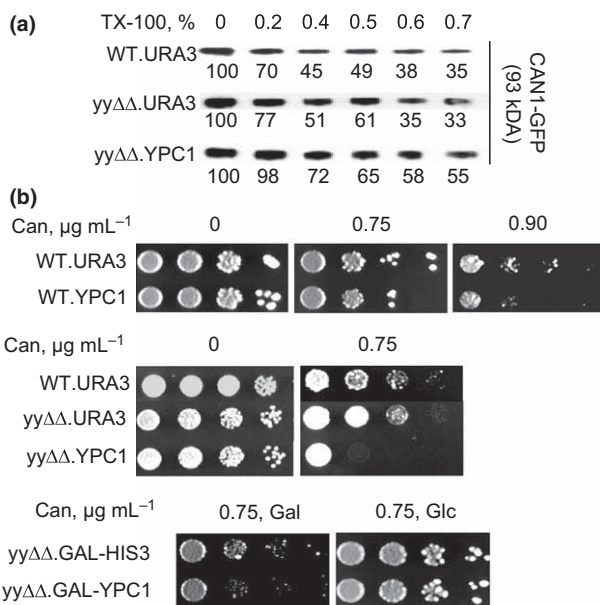 (a) TX-100, % 0 0.2 0.4 0.5 0.6 0.7
WT.URA3
100 70 45 49 38 35
yyΔΔ.URA3
100 77 51 61 35 33
yyΔΔ.YPC1
100 98 72 65 58 55
CAN1-GFP
(93 kDA)
(b)
Can, µg mL⁻¹ 0 0.75 0.90
WT.URA3
WT.YPC1
Can, µg mL⁻¹ 0 0.75
WT.URA3
yyΔΔ.URA3
yyΔΔ.YPC1
Can, µg mL⁻¹ 0.75, Gal 0.75, Glc
yyΔΔ.GAL-HIS3
yyΔΔ.GAL-YPC1